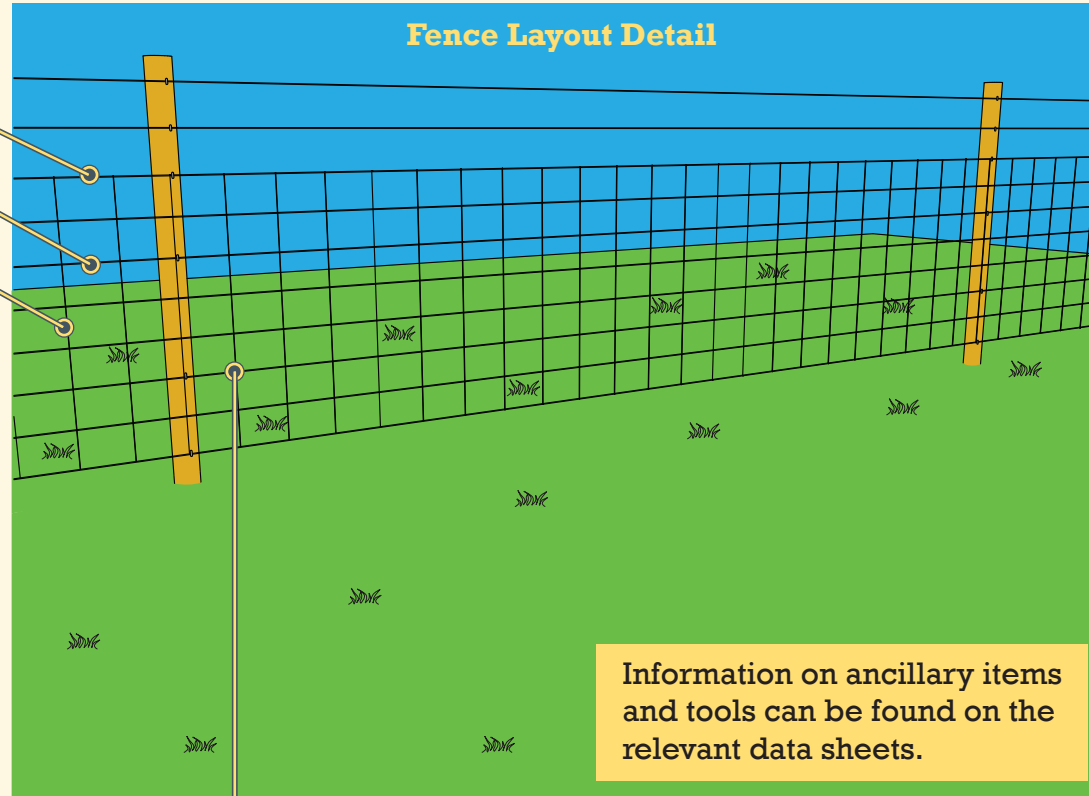 Fence Layout Detail
Information on ancillary items
and tools can be found on the
relevant data sheets.